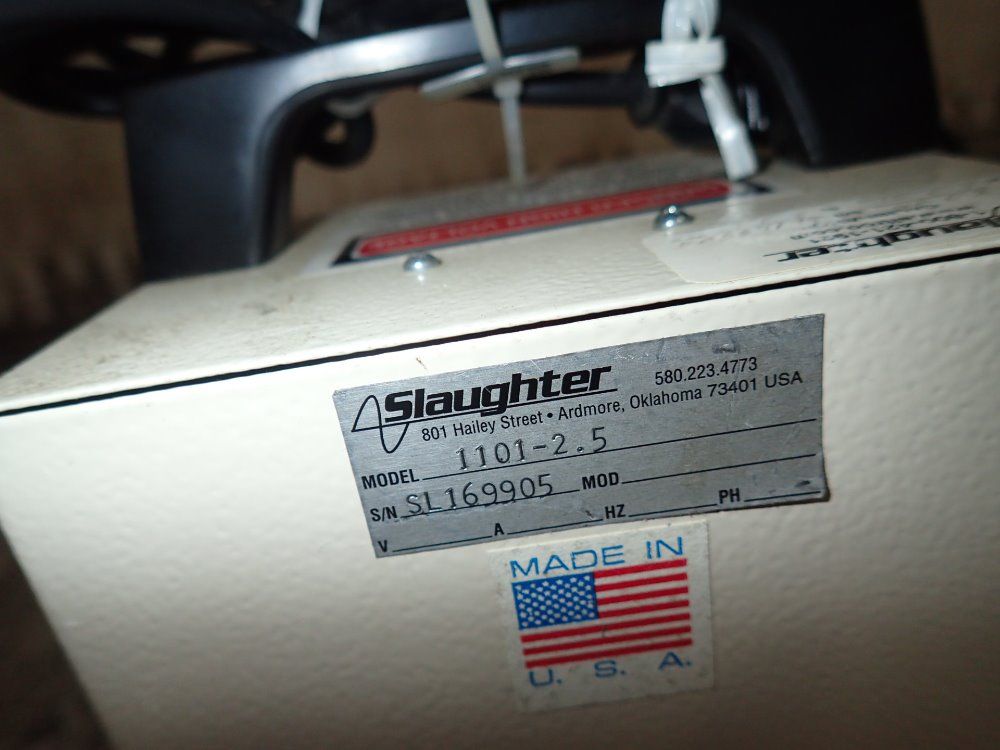 Slaughter
Slaughter 580.223.4773
801 Hailey Street • Ardmore, Oklahoma 73401 USA
MODEL 1101-2.5
S/N SL169905 MOD
V A HZ PH
MADE IN
U. S. A.